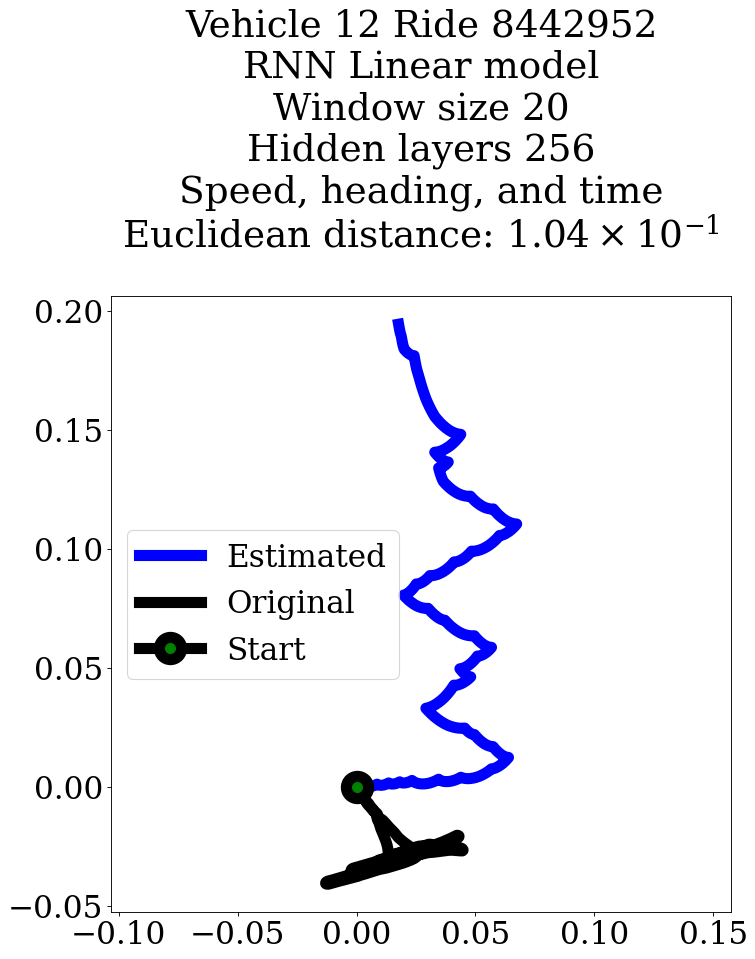 Vehicle 12 Ride 8442952
RNN Linear model
Window size 20
Hidden layers 256
Speed, heading, and time
Euclidean distance: 1.04 × 10⁻¹
0.20
0.15
0.10
0.05
0.00
−0.05
Estimated
Original
Start
−0.10 −0.05 0.00 0.05 0.10 0.15